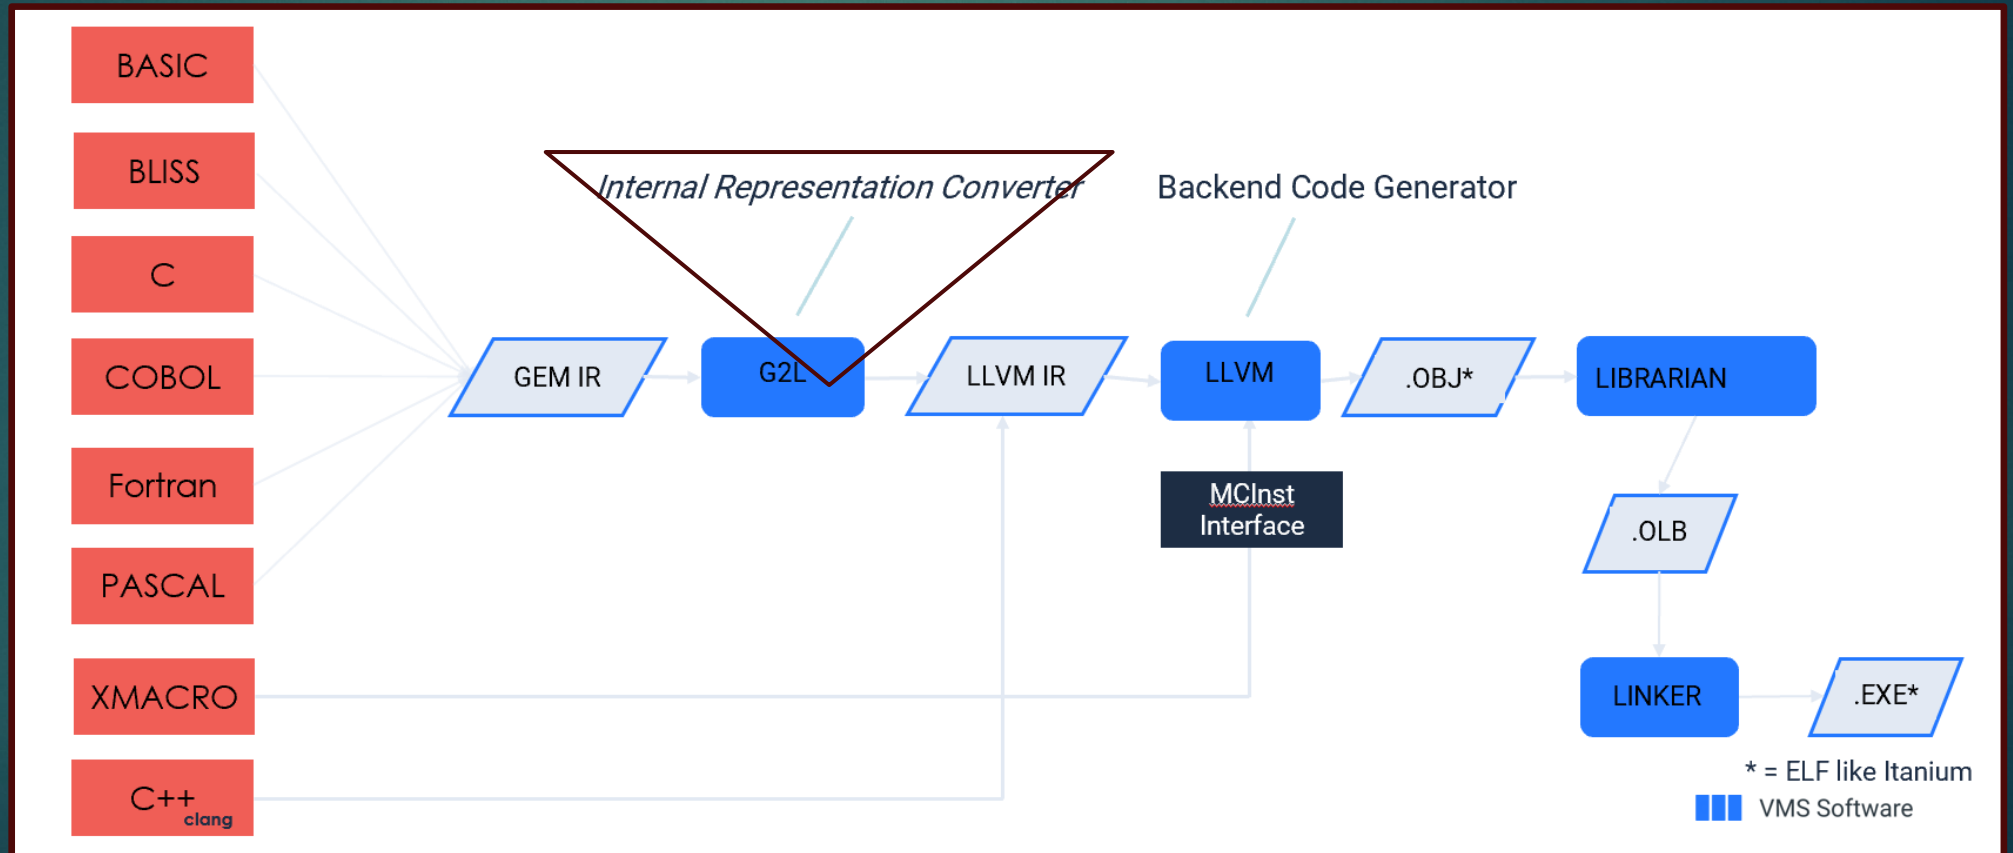 BASIC
BLISS
C
COBOL
Fortran
PASCAL
XMACRO
C++
clang
Internal Representation Converter
Backend Code Generator
GEM IR
G2L
LLVM IR
LLVM
.OBJ*
LIBRARIAN
MCInst
Interface
.OLB
LINKER
.EXE*
* = ELF like Itanium
VMS Software